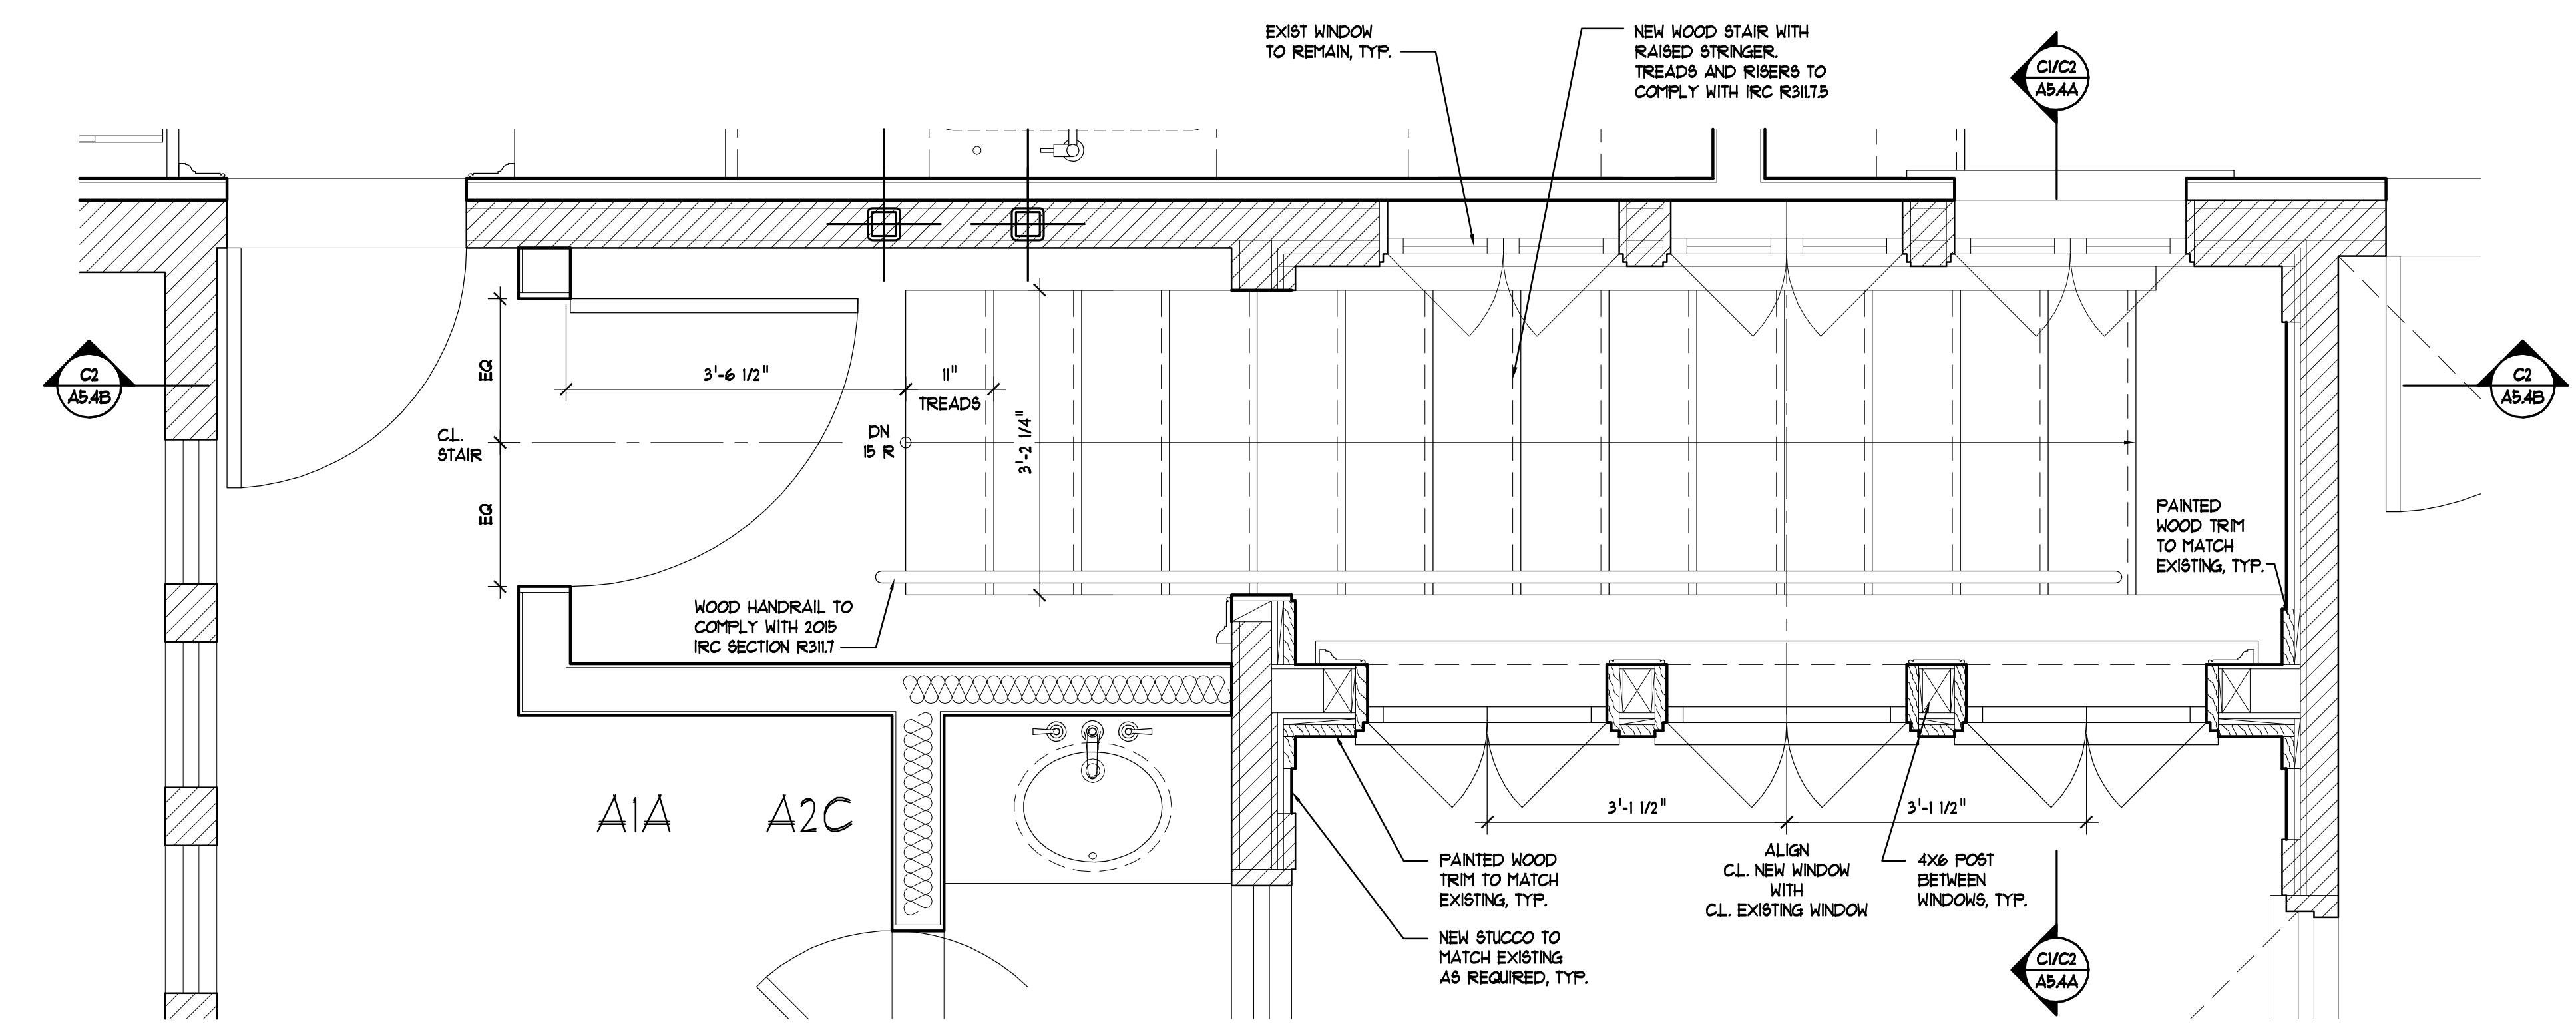 EXIST WINDOW
TO REMAIN, TYP.
NEW WOOD STAIR WITH
RAISED STRINGER.
TREADS AND RISERS TO
COMPLY WITH IRC R311.7.5
C1/C2
A5.4A
C2
A5.4B
EQ
3'-6 1/2"
11"
TREADS
C2
A5.4B
C.L.
STAIR
DN
15 R
3'-2 1/4"
EQ
PAINTED
WOOD TRIM
TO MATCH
EXISTING, TYP.
WOOD HANDRAIL TO
COMPLY WITH 2015
IRC SECTION R311.7
A1A
A2C
3'-1 1/2"
3'-1 1/2"
PAINTED WOOD
TRIM TO MATCH
EXISTING, TYP.
ALIGN
C.L. NEW WINDOW
WITH
C.L. EXISTING WINDOW
4X6 POST
BETWEEN
WINDOWS, TYP.
NEW STUCCO TO
MATCH EXISTING
AS REQUIRED, TYP.
C1/C2
A5.4A